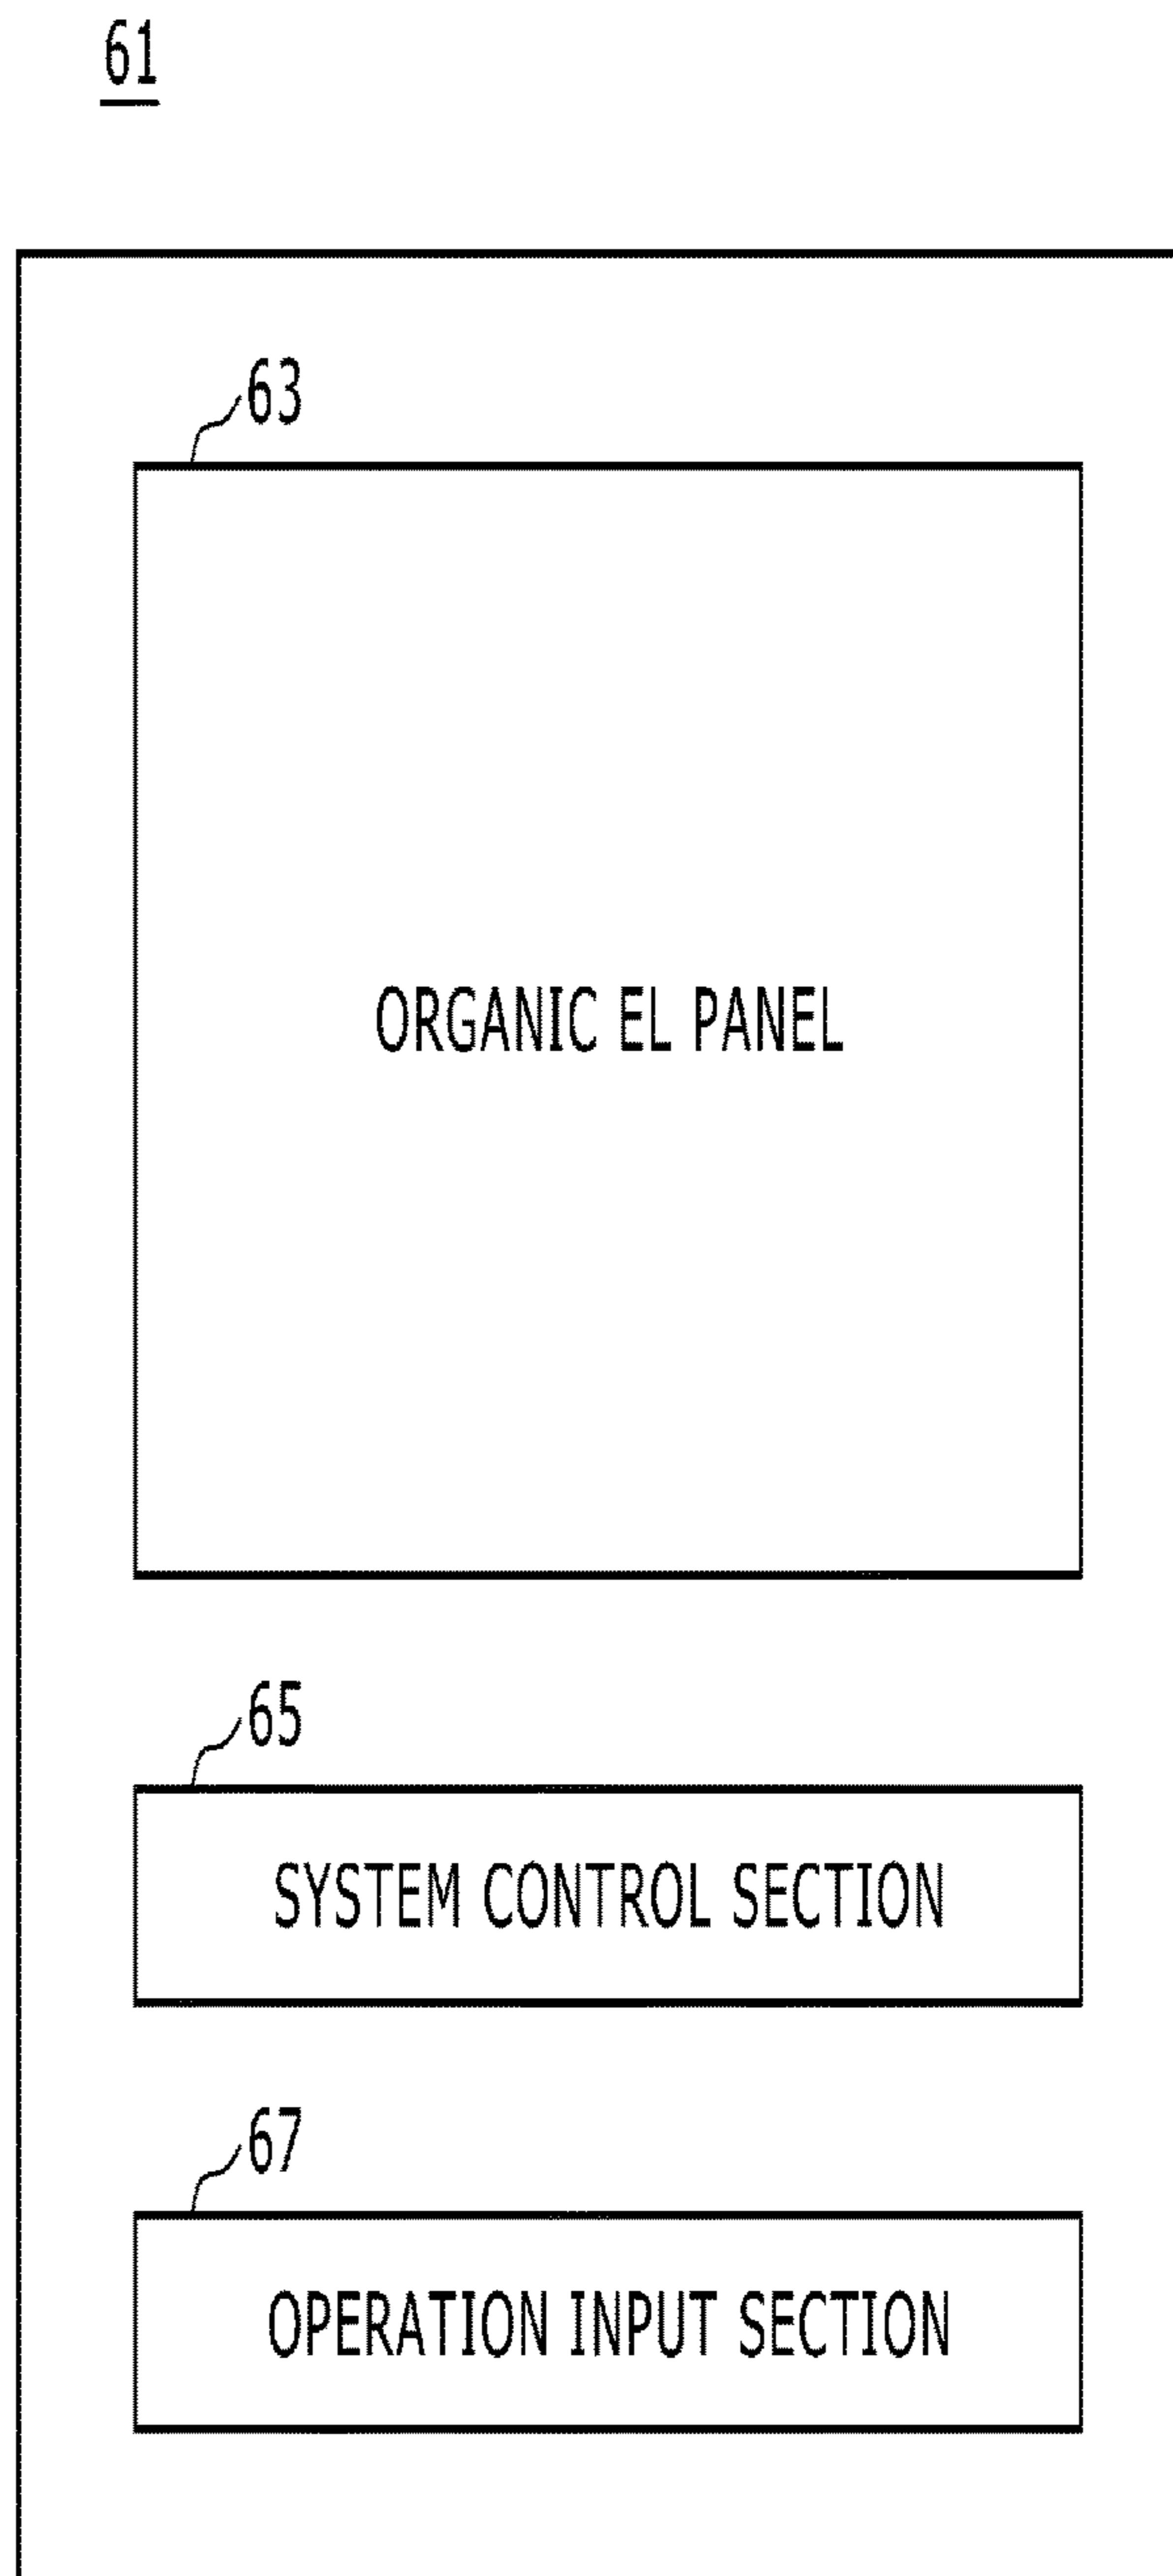 61
63
ORGANIC EL PANEL
65
SYSTEM CONTROL SECTION
67
OPERATION INPUT SECTION